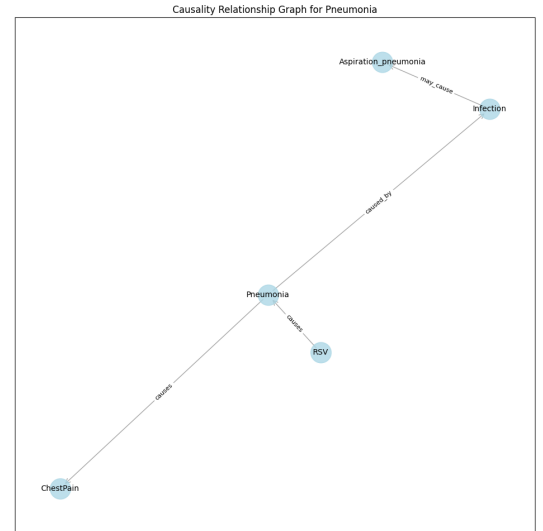 Causality Relationship Graph for Pneumonia
Aspiration_pneumonia
may_cause
Infection
caused_by
Pneumonia
causes
RSV
causes
ChestPain